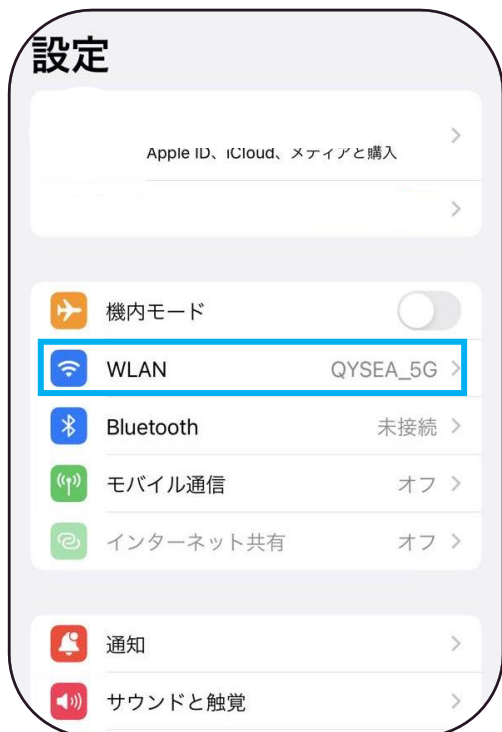 設定
Apple ID、iCloud、メディアと購入
機内モード
WLAN QYSEA_5G
Bluetooth 未接続
モバイル通信 オフ
インターネット共有 オフ
通知
サウンドと触覚